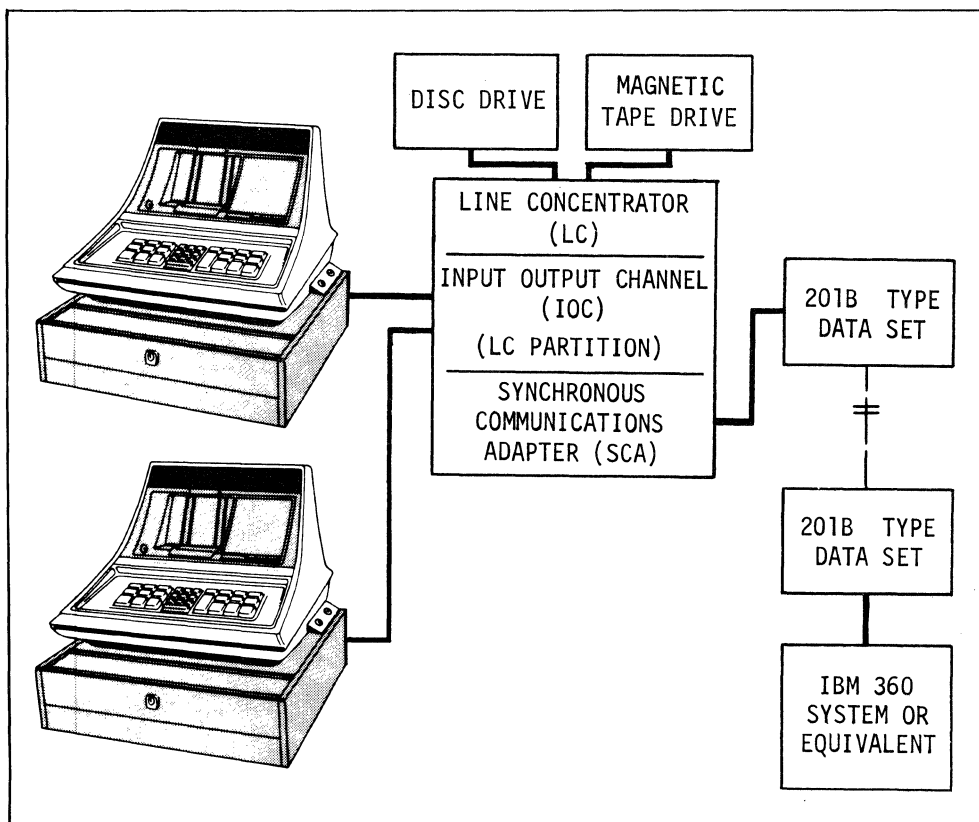 DISC DRIVE
MAGNETIC
TAPE DRIVE
LINE CONCENTRATOR
(LC)
INPUT OUTPUT CHANNEL
(IOC)
(LC PARTITION)
SYNCHRONOUS
COMMUNICATIONS
ADAPTER (SCA)
201B TYPE
DATA SET
201B TYPE
DATA SET
IBM 360
SYSTEM OR
EQUIVALENT